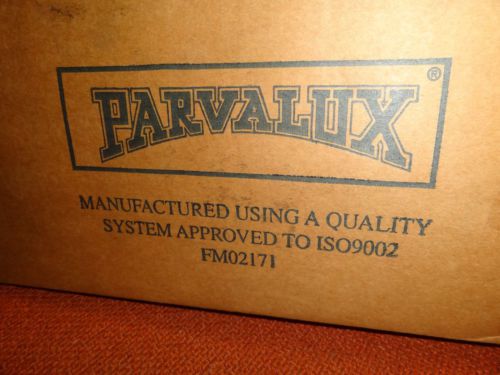 PARVALUX®
MANUFACTURED USING A QUALITY
SYSTEM APPROVED TO ISO9002
FM02171